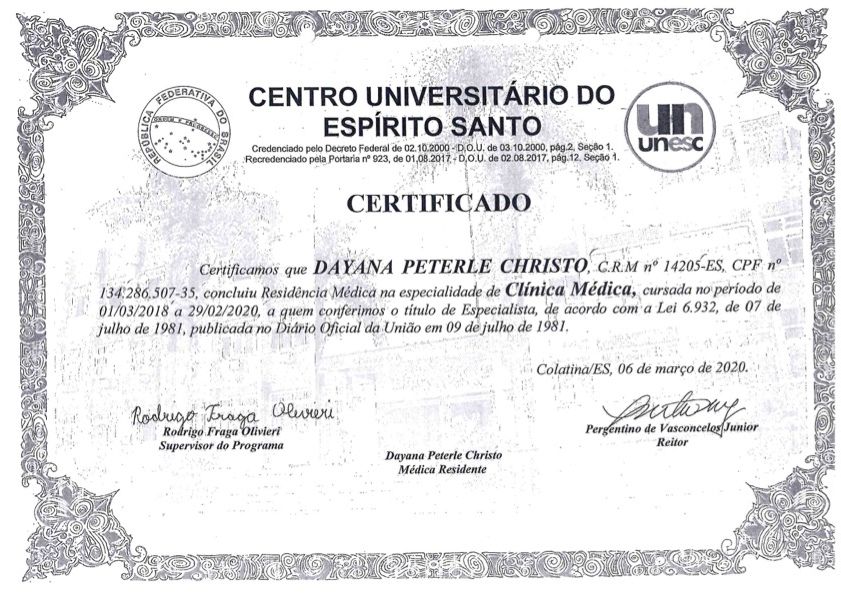 CENTRO UNIVERSITÁRIO DO
ESPÍRITO SANTO
Credenciado pelo Decreto Federal de 02.10.2000 - D.O.U. de 03.10.2000, pág.2, Seção 1.
Recredenciado pela Portaria nº 923, de 01.08.2017 - D.O.U. de 02.08.2017, pág.12, Seção 1.
REPÚBLICA FEDERATIVA DO BRASIL
ORDEM E PROGRESSO
un
unesc
CERTIFICADO
Certificamos que DAYANA PETERLE CHRISTO, C.R.M nº 14205-ES, CPF nº
134.286.507-35, concluiu Residência Médica na especialidade de Clínica Médica, cursada no período de
01/03/2018 a 29/02/2020, a quem conferimos o título de Especialista, de acordo com a Lei 6.932, de 07 de
julho de 1981, publicada no Diário Oficial da União em 09 de julho de 1981.
Colatina/ES, 06 de março de 2020.
Rodrigo Fraga Olivieri
Rodrigo Fraga Olivieri
Supervisor do Programa
Pergentino de Vasconcelos Junior
Reitor
Dayana Peterle Christo
Médica Residente